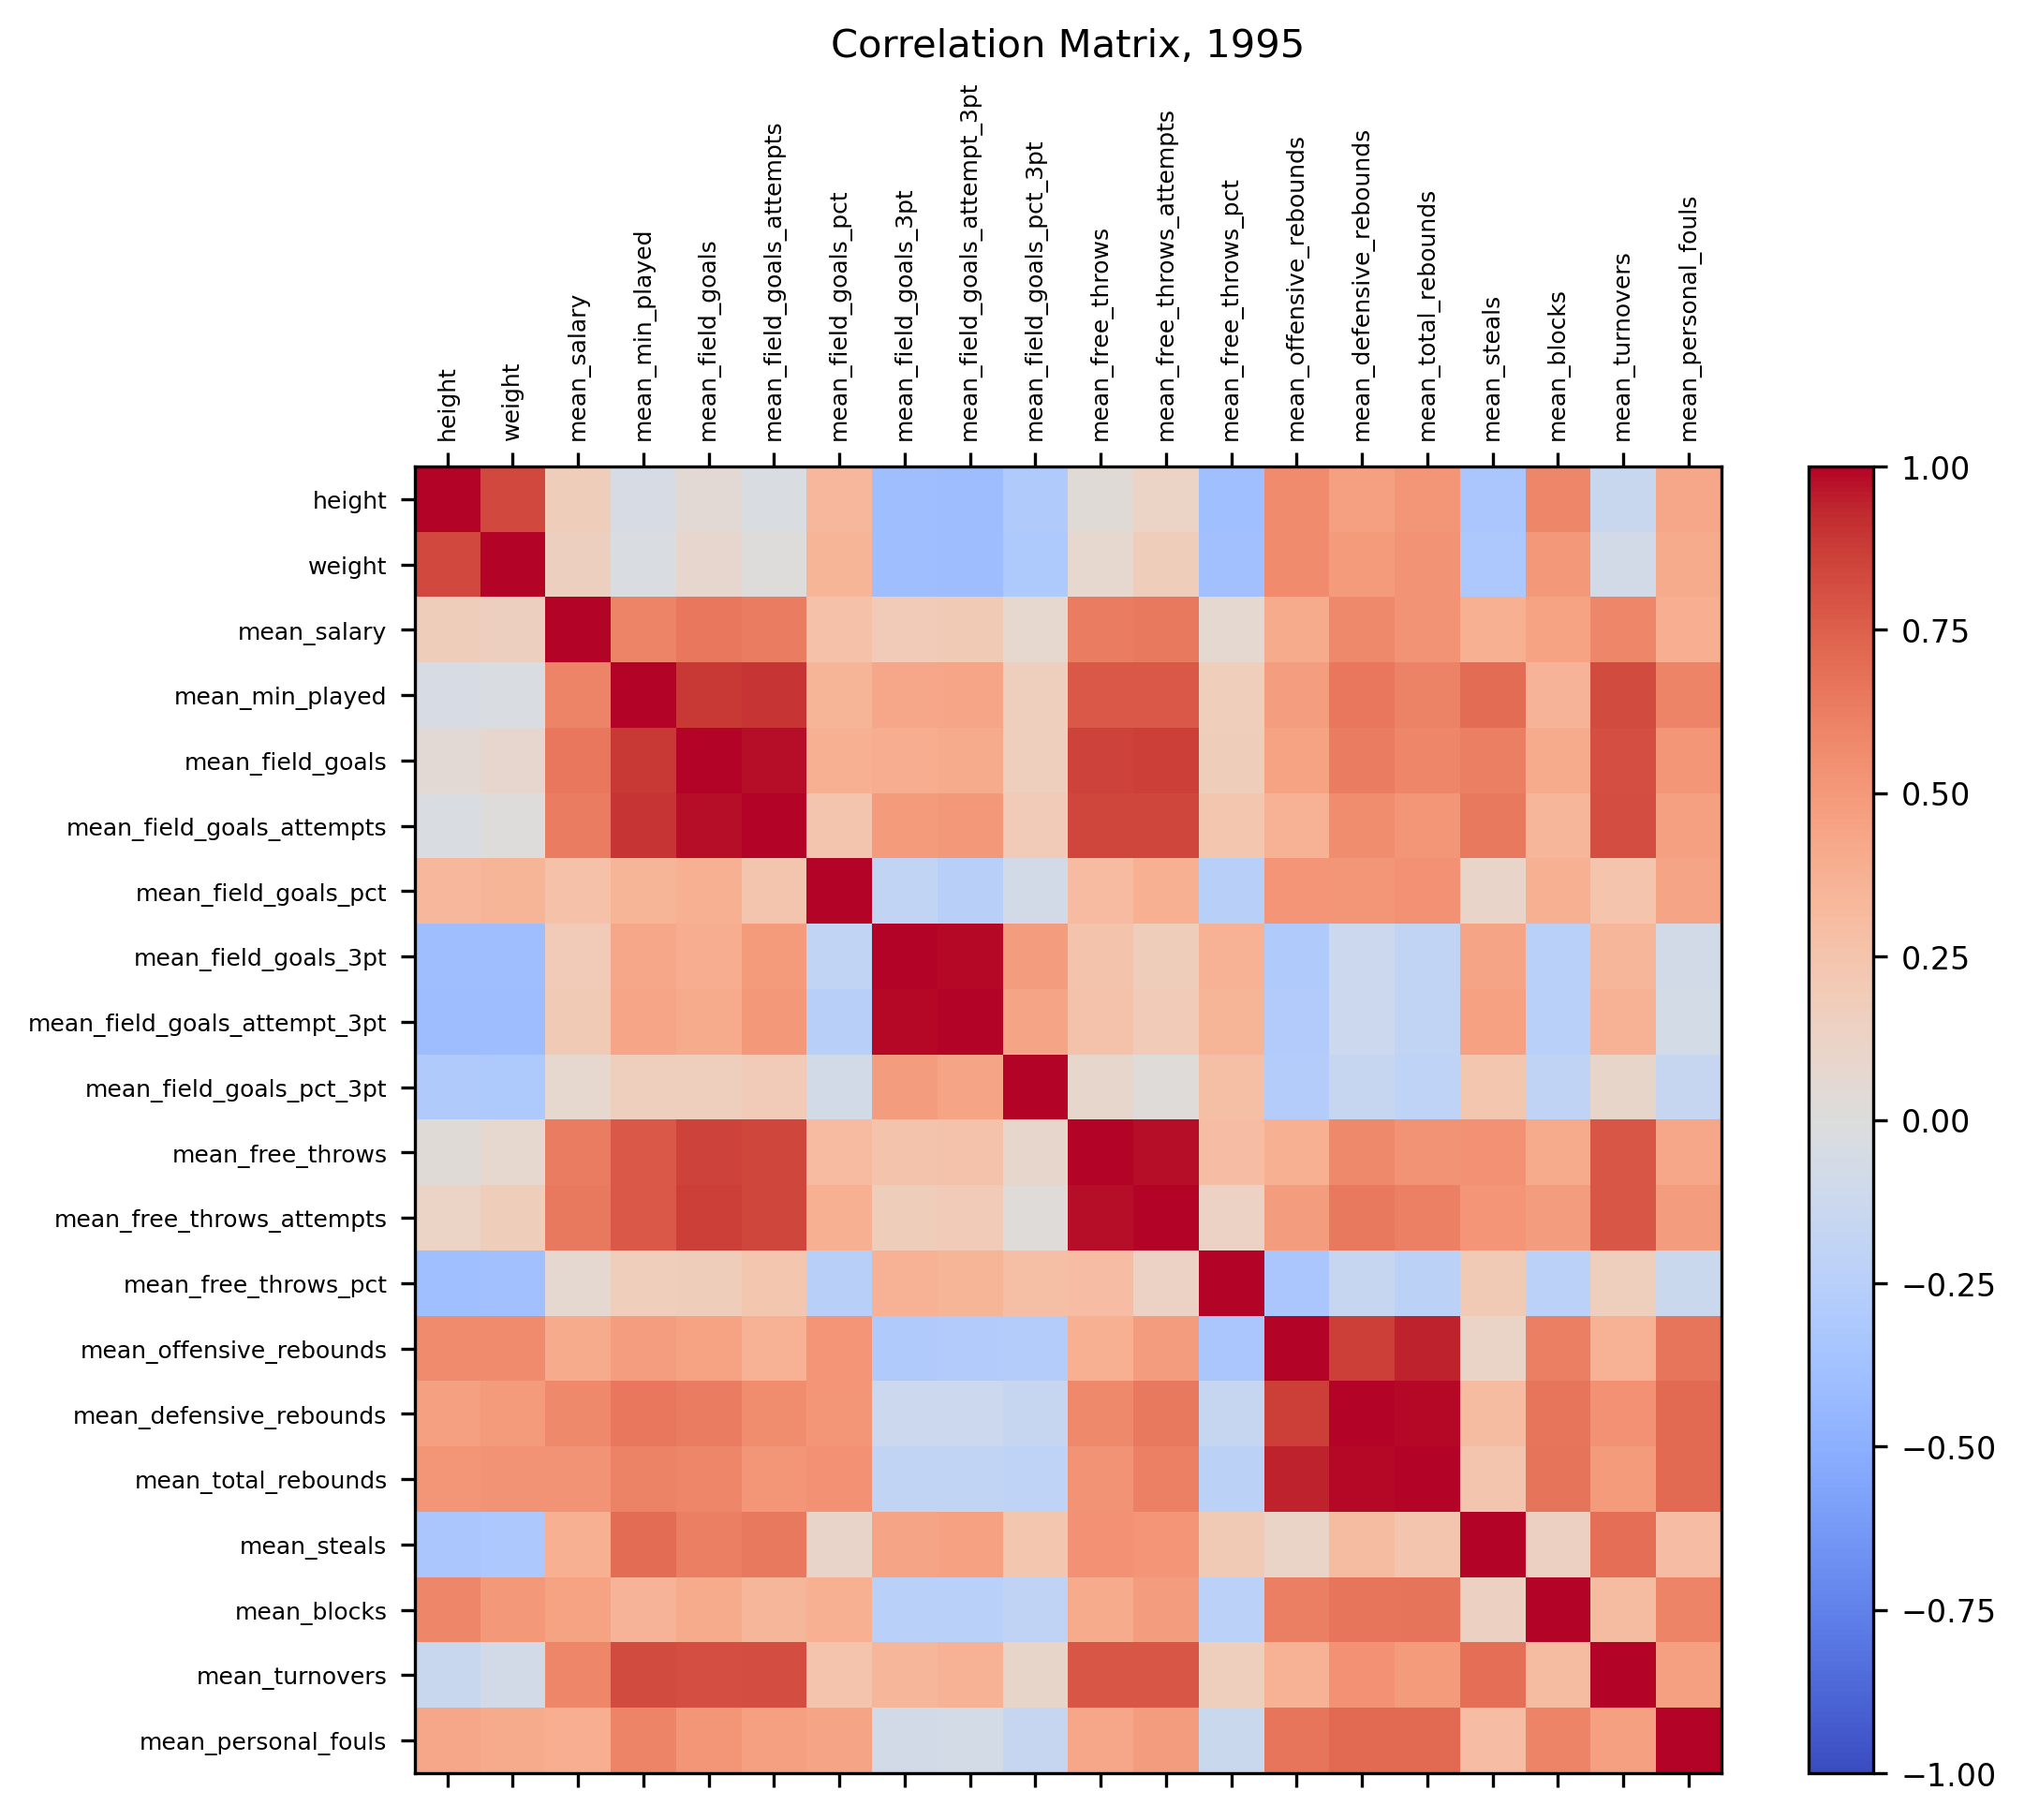 Correlation Matrix, 1995
height
weight
mean_salary
mean_min_played
mean_field_goals
mean_field_goals_attempts
mean_field_goals_pct
mean_field_goals_3pt
mean_field_goals_attempt_3pt
mean_field_goals_pct_3pt
mean_free_throws
mean_free_throws_attempts
mean_free_throws_pct
mean_offensive_rebounds
mean_defensive_rebounds
mean_total_rebounds
mean_steals
mean_blocks
mean_turnovers
mean_personal_fouls
height
weight
mean_salary
mean_min_played
mean_field_goals
mean_field_goals_attempts
mean_field_goals_pct
mean_field_goals_3pt
mean_field_goals_attempt_3pt
mean_field_goals_pct_3pt
mean_free_throws
mean_free_throws_attempts
mean_free_throws_pct
mean_offensive_rebounds
mean_defensive_rebounds
mean_total_rebounds
mean_steals
mean_blocks
mean_turnovers
mean_personal_fouls
1.00
0.75
0.50
0.25
0.00
−0.25
−0.50
−0.75
−1.00